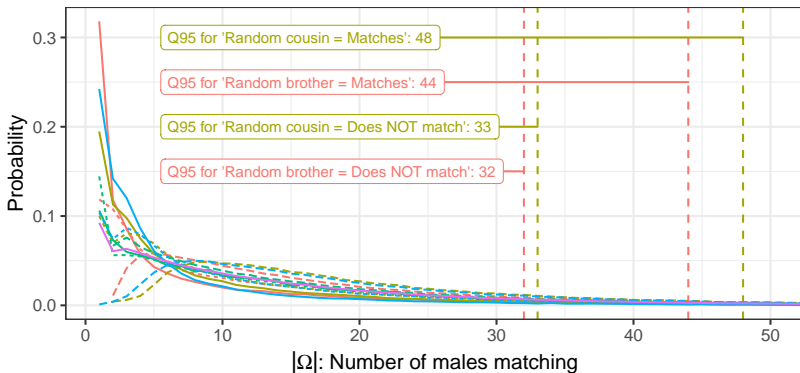 0.3
0.2
0.1
0.0
Probability
Q95 for 'Random cousin = Matches': 48
Q95 for 'Random brother = Matches': 44
Q95 for 'Random cousin = Does NOT match': 33
Q95 for 'Random brother = Does NOT match': 32
0 10 20 30 40 50
|Ω|: Number of males matching